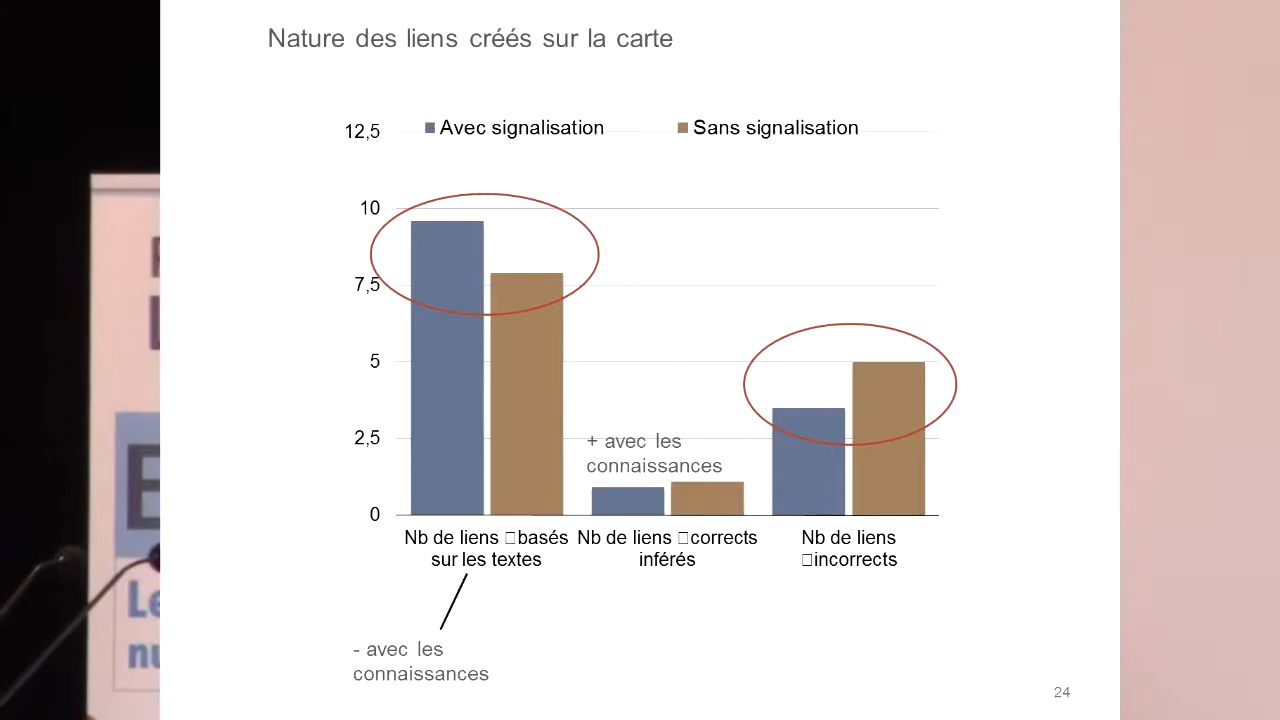 Nature des liens créés sur la carte
Avec signalisation
Sans signalisation
12,5
10
7,5
5
2,5
0
+ avec les
connaissances
Nb de liens □basés
sur les textes
Nb de liens □corrects
inférés
Nb de liens
□incorrects
- avec les
connaissances
24
Le
nu